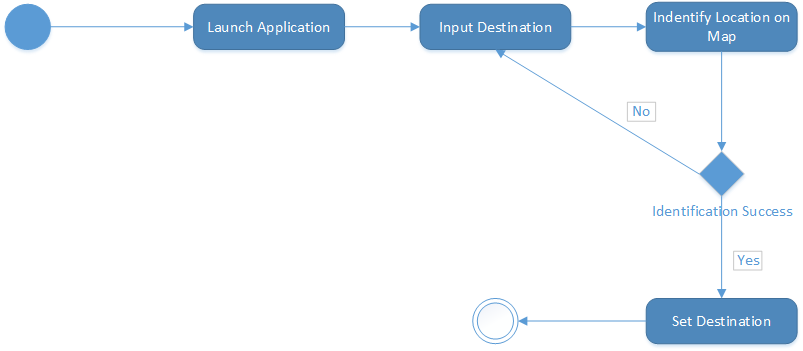 Launch Application
Input Destination
Indentify Location on
Map
No
Identification Success
Yes
Set Destination